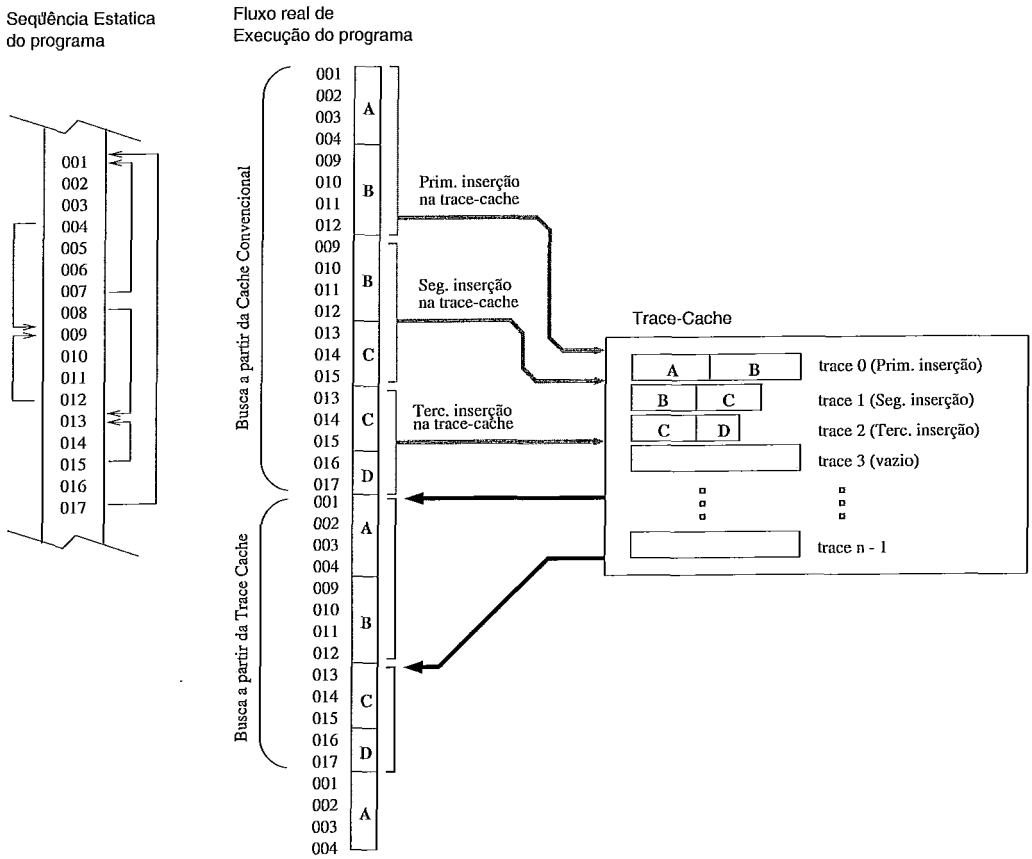 Seqüência Estatica
do programa
Fluxo real de
Execução do programa
001
002
003
004
005
006
007
008
009
010
011
012
013
014
015
016
017
Busca a partir da Cache Convencional
Busca a partir da Trace Cache
001
002
003
004
A
009
010
011
012
B
009
010
011
012
B
013
014
015
C
013
014
015
C
016
017
D
001
002
003
004
A
009
010
011
012
B
013
014
015
C
016
017
D
001
002
003
004
A
Prim. inserção
na trace-cache
Seg. inserção
na trace-cache
Terc. inserção
na trace-cache
Trace-Cache
A B trace 0 (Prim. inserção)
B C trace 1 (Seg. inserção)
C D trace 2 (Terc. inserção)
trace 3 (vazio)
trace n - 1